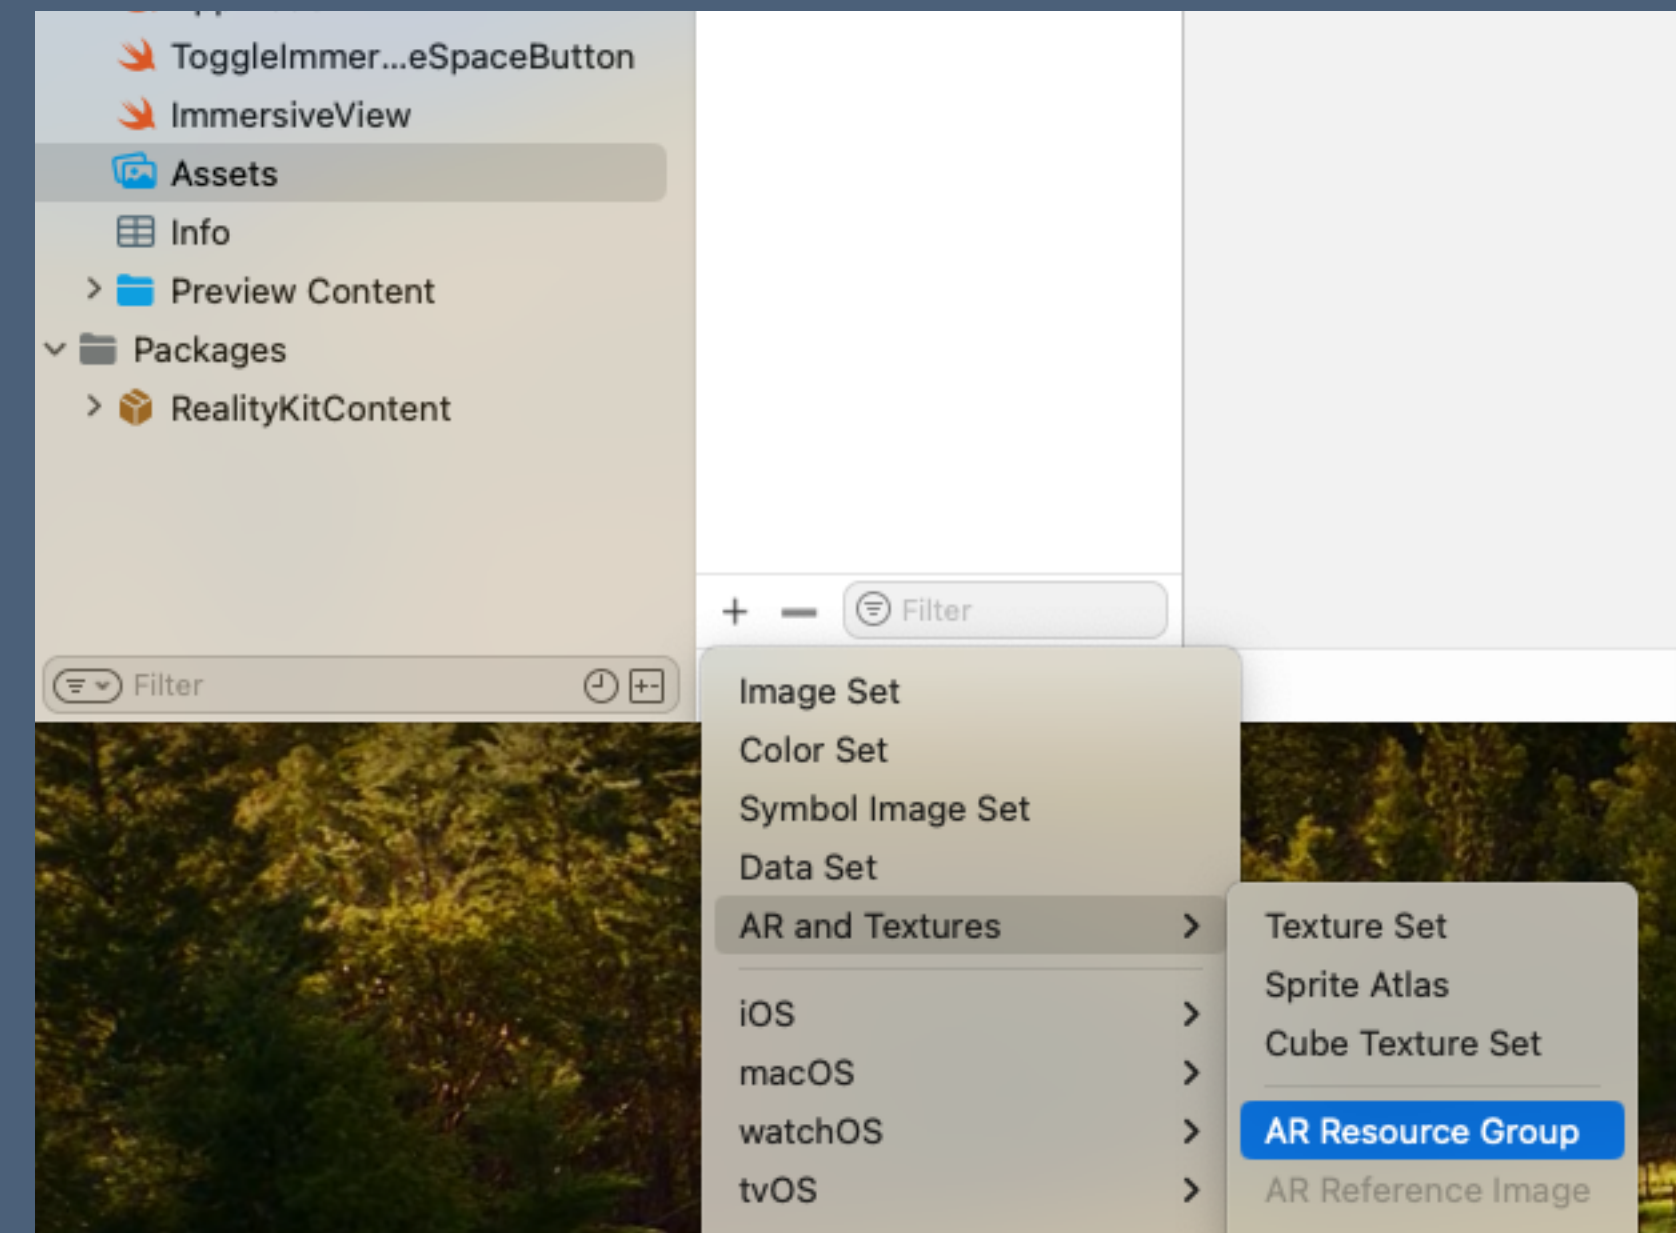 ToggleImmer...eSpaceButton
ImmersiveView
Assets
Info
Preview Content
Packages
RealityKitContent
Filter
Filter
Image Set
Color Set
Symbol Image Set
Data Set
AR and Textures
iOS
macOS
watchOS
tvOS
Texture Set
Sprite Atlas
Cube Texture Set
AR Resource Group
AR Reference Image